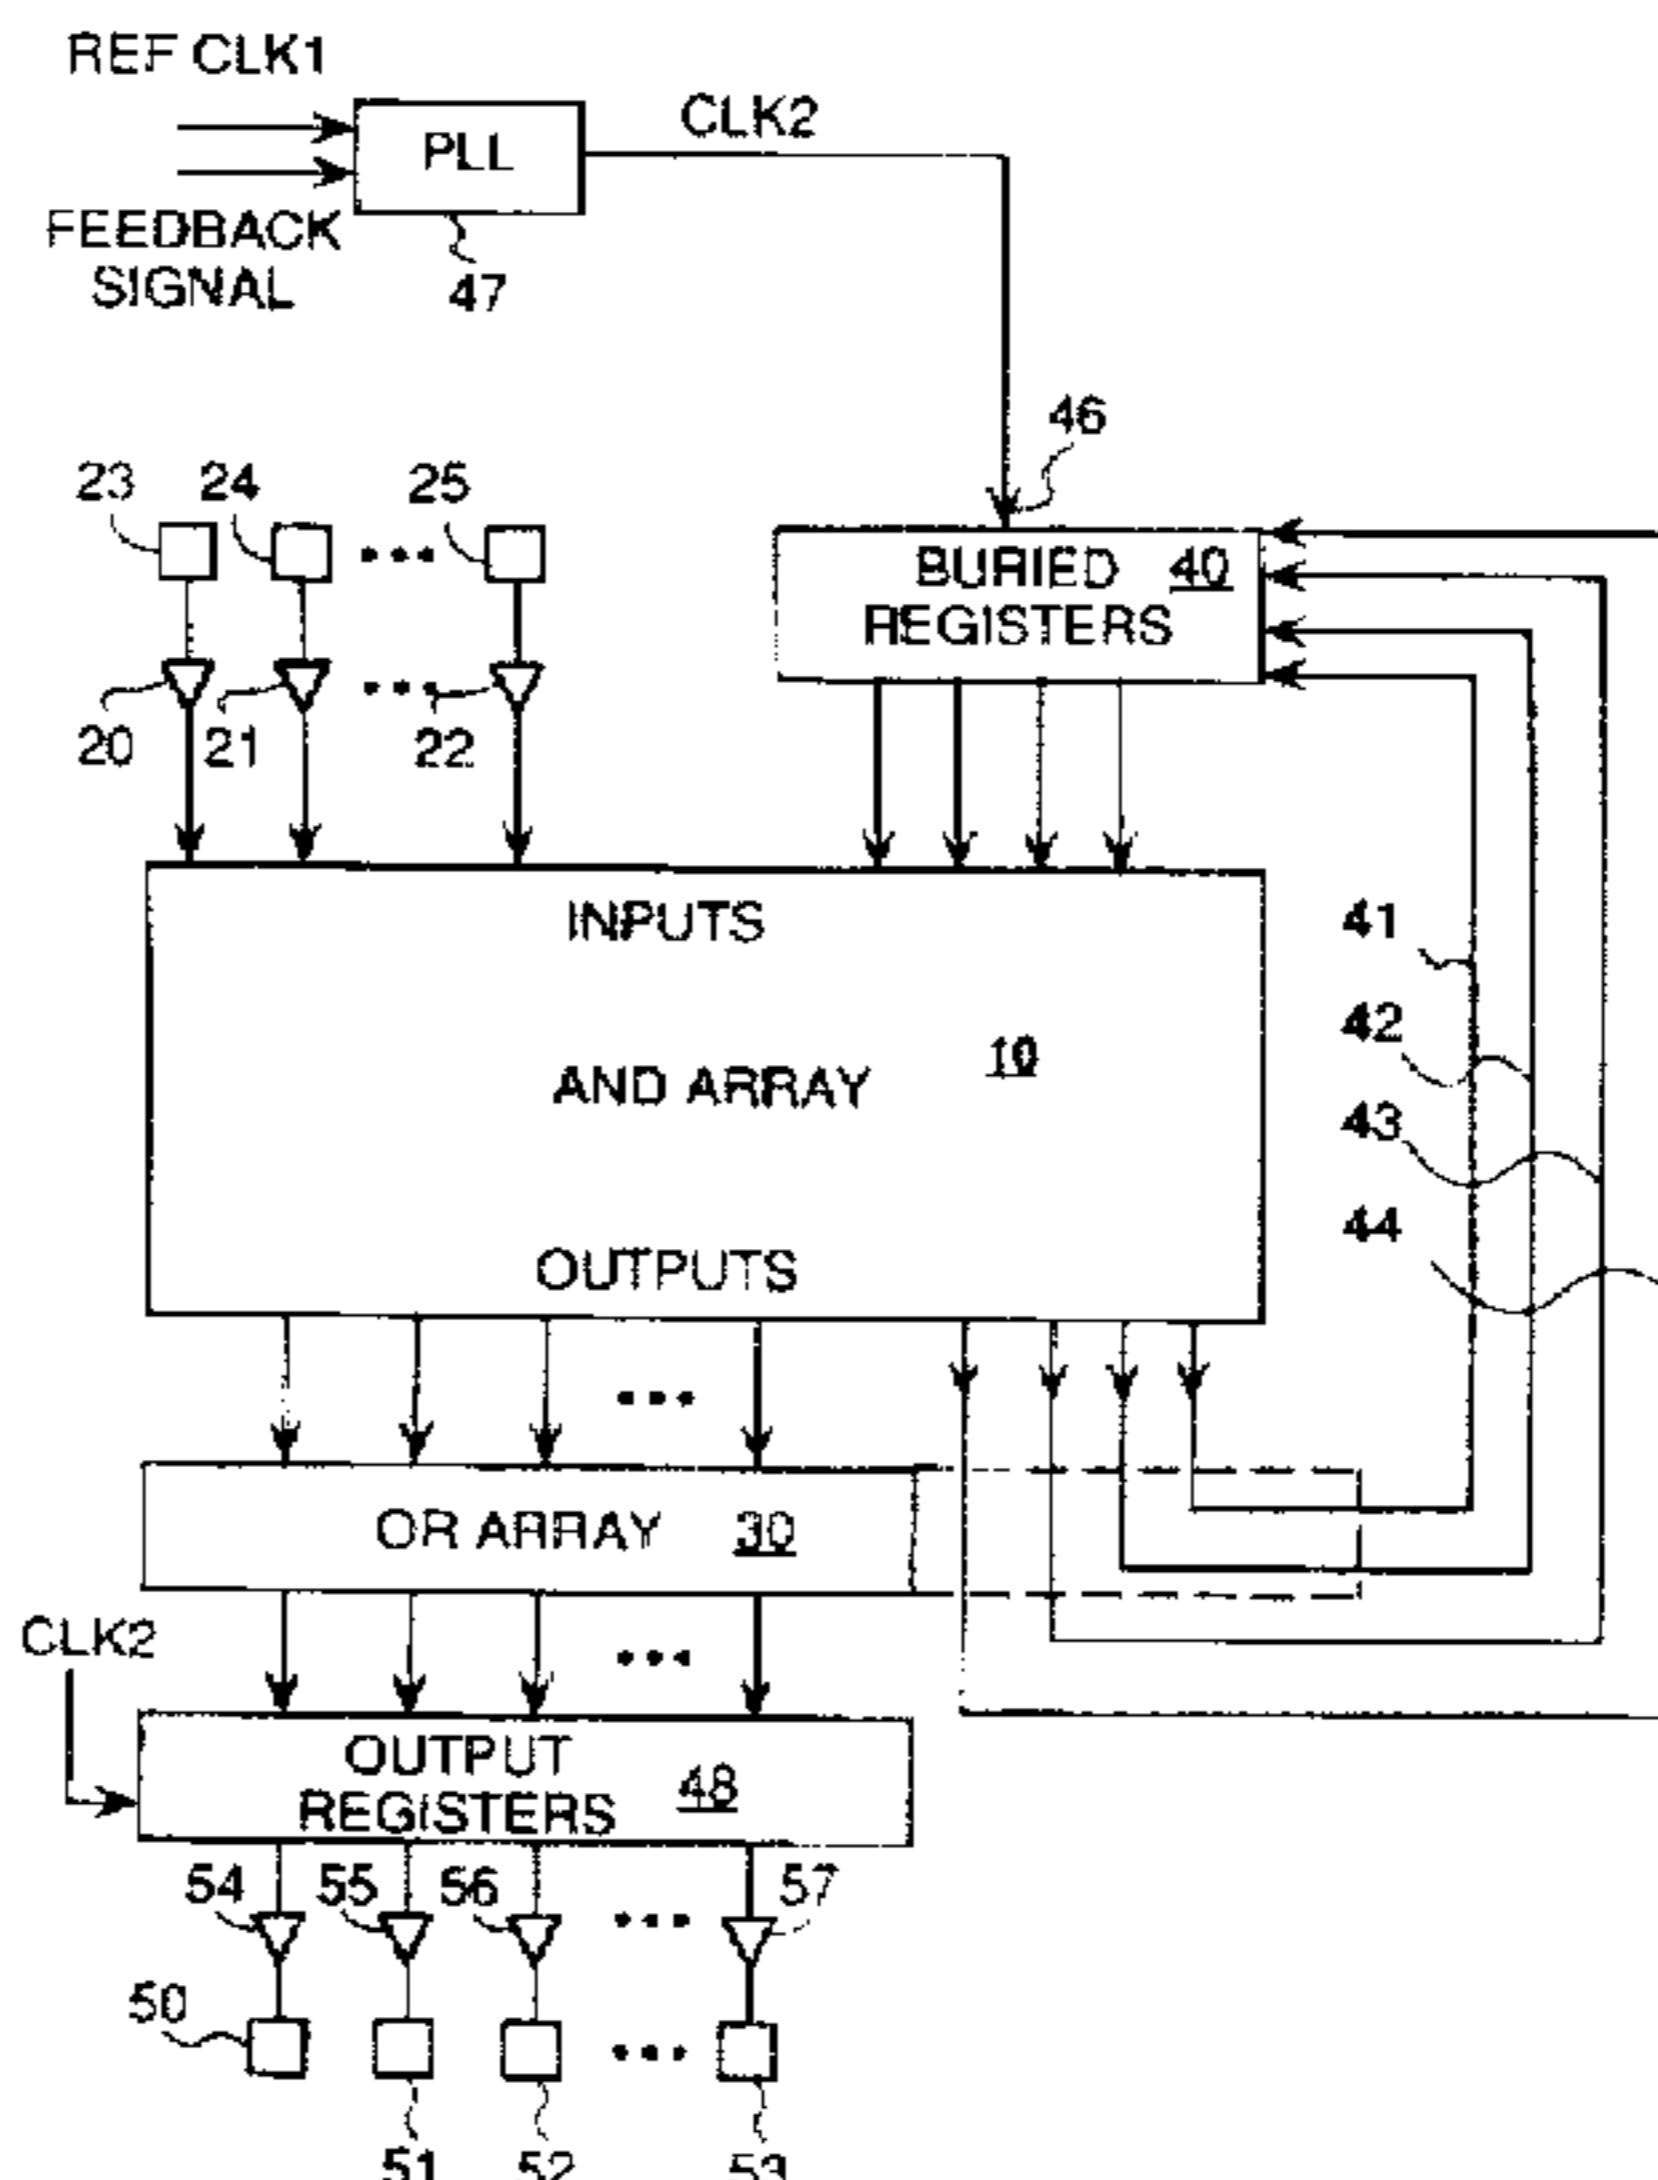 REF CLK1
PLL
CLK2
FEEDBACK
SIGNAL
47
46
23
24
25
BURIED
REGISTERS
40
20
21
22
INPUTS
41
AND ARRAY
10
42
43
44
OUTPUTS
OR ARRAY
30
CLK2
OUTPUT
REGISTERS
48
54
55
56
57
50
51
52
53